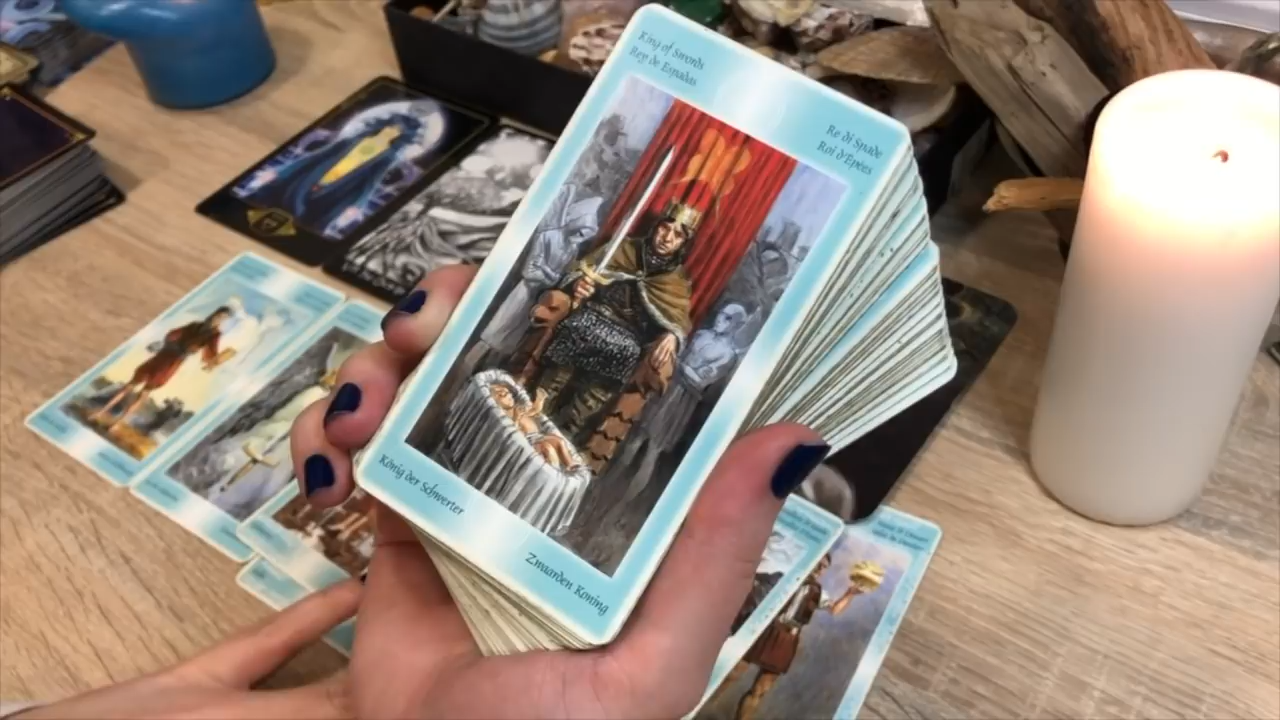 King of Swords
Rey de Espadas
Re di Spade
Roi d'Epées
König der Schwerter
Zwaarden Koning